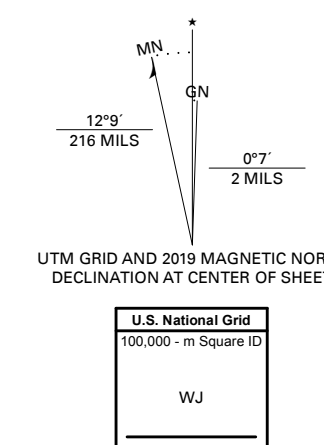 ★
MN
GN
12°9´
216 MILS
0°7´
2 MILS
UTM GRID AND 2019 MAGNETIC NOR
DECLINATION AT CENTER OF SHEET
U.S. National Grid
100,000 - m Square ID
WJ